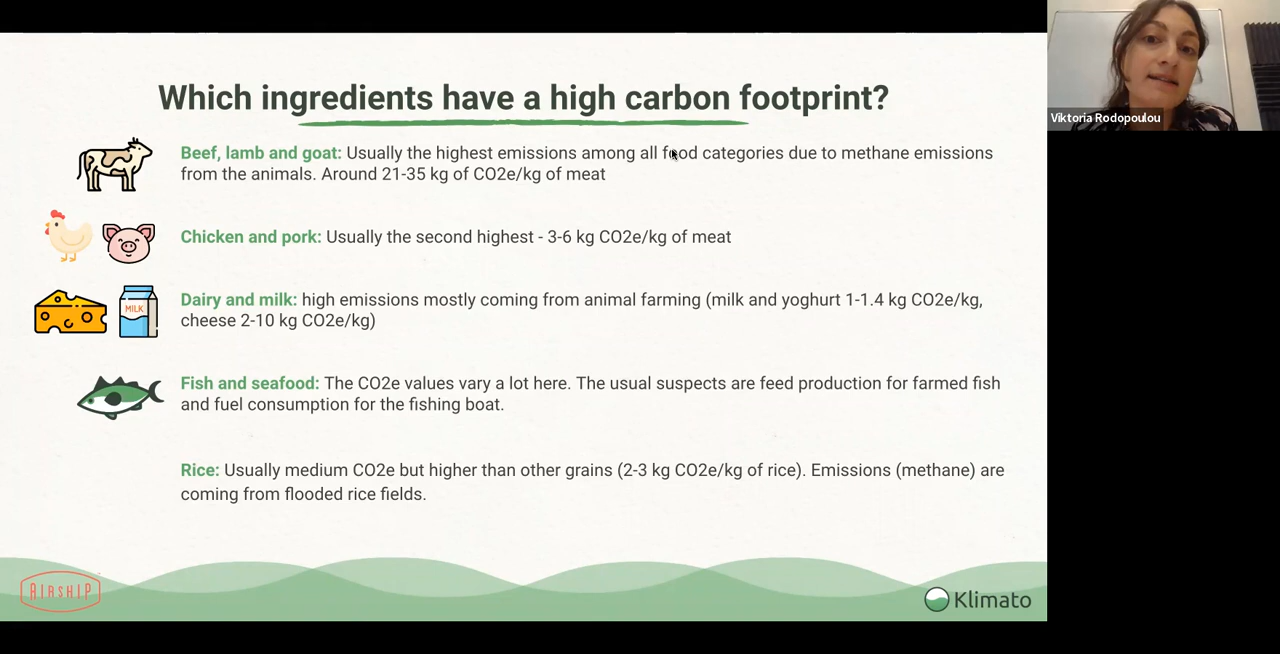 Which ingredients have a high carbon footprint?
Viktoria Rodopoulou
Beef, lamb and goat: Usually the highest emissions among all food categories due to methane emissions
from the animals. Around 21-35 kg of CO2e/kg of meat
Chicken and pork: Usually the second highest - 3-6 kg CO2e/kg of meat
Dairy and milk: high emissions mostly coming from animal farming (milk and yoghurt 1-1.4 kg CO2e/kg,
cheese 2-10 kg CO2e/kg)
MILK
Fish and seafood: The CO2e values vary a lot here. The usual suspects are feed production for farmed fish
and fuel consumption for the fishing boat.
Rice: Usually medium CO2e but higher than other grains (2-3 kg CO2e/kg of rice). Emissions (methane) are
coming from flooded rice fields.
AIRSHIP
Klimato